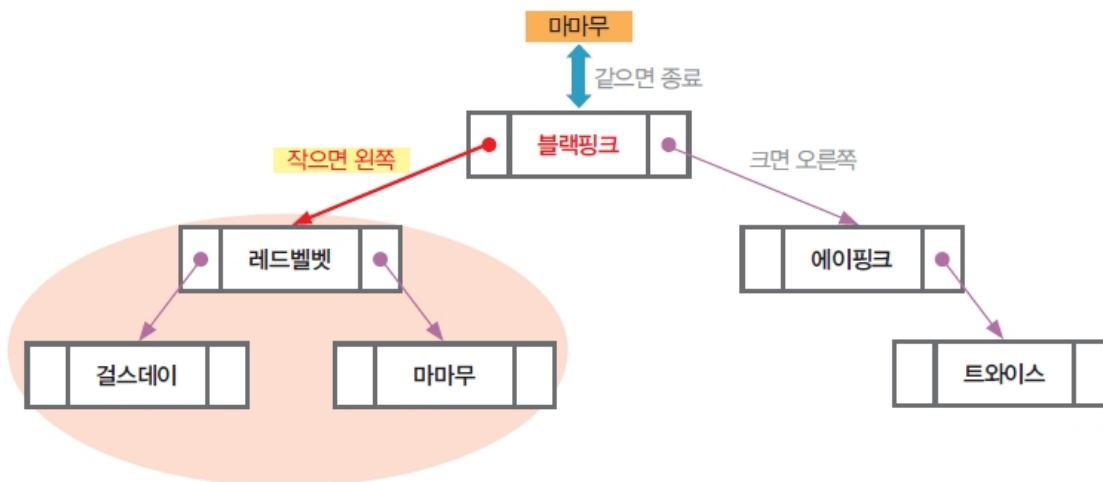 마마무
같으면 종료
블랙핑크
작으면 왼쪽
크면 오른쪽
레드벨벳
에이핑크
걸스데이
마마무
트와이스